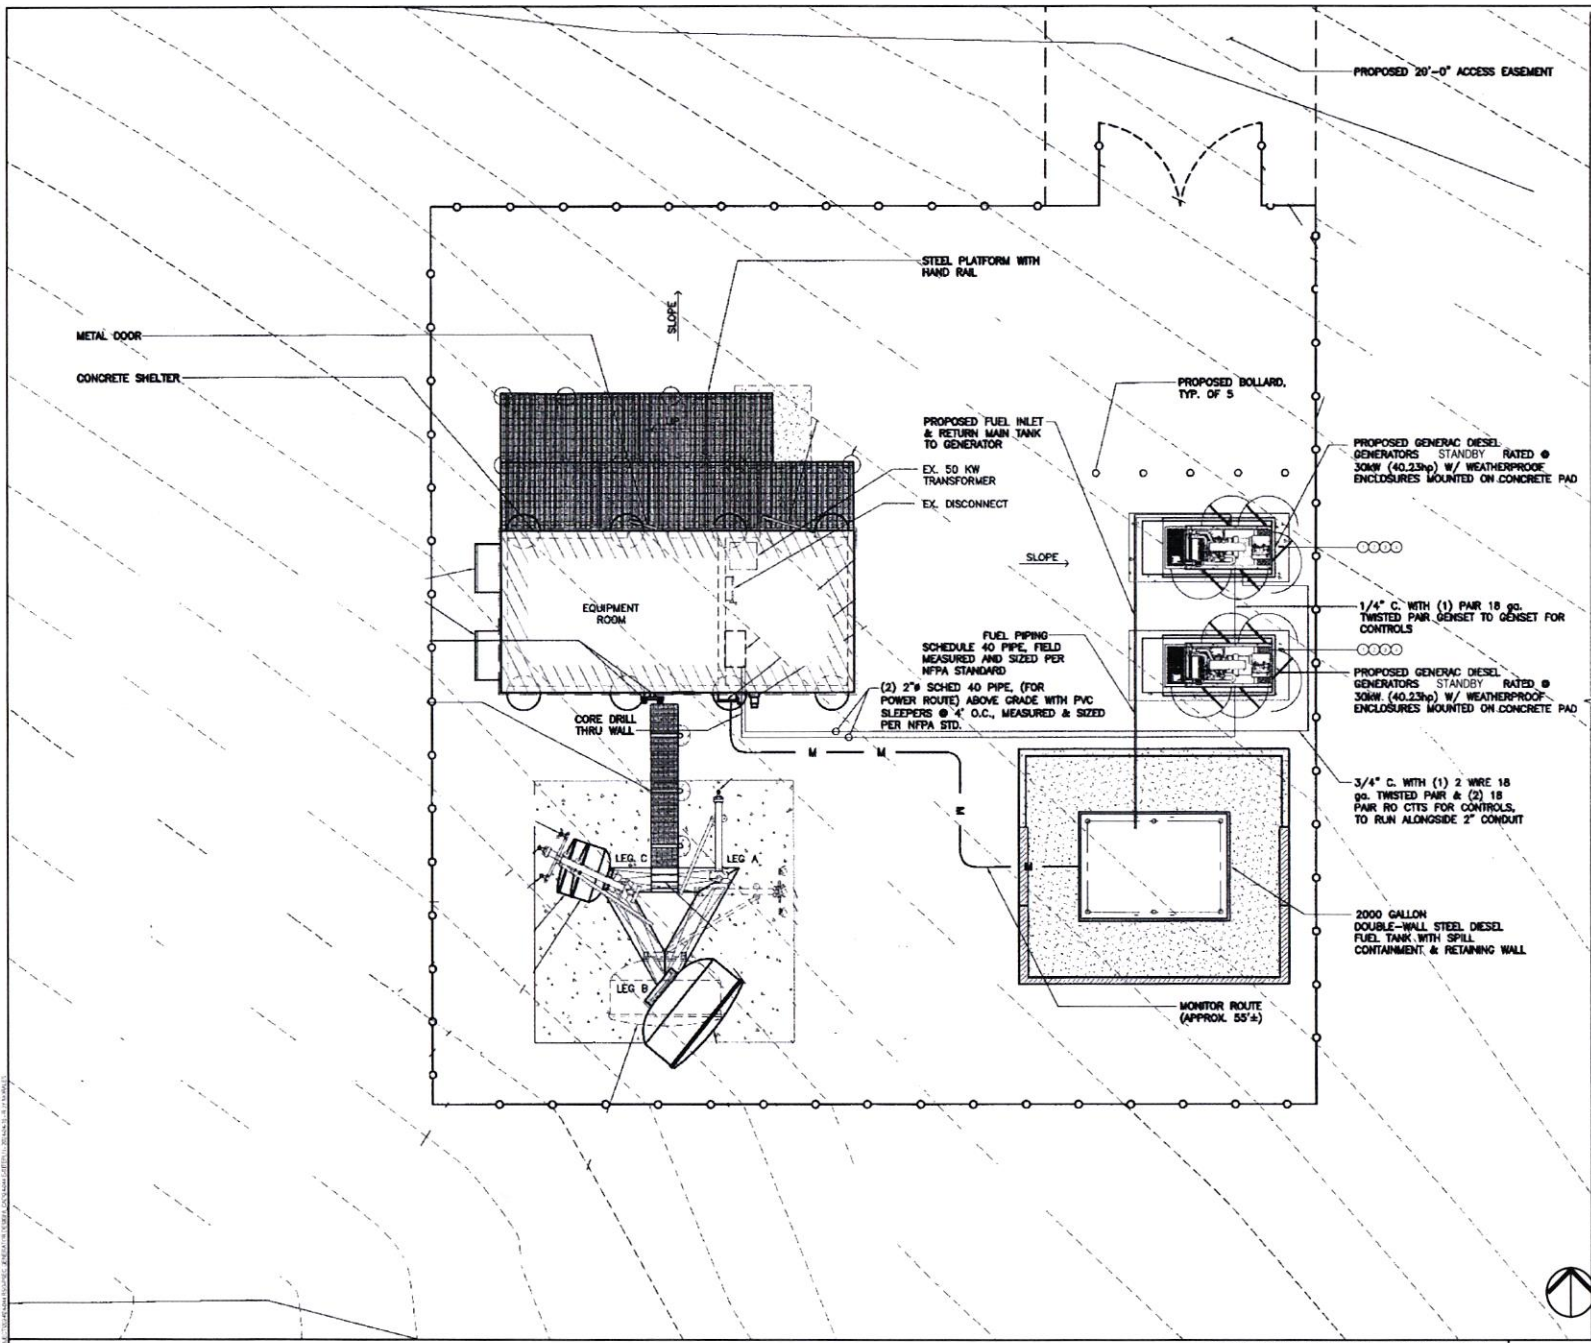 PROPOSED 20'-0" ACCESS EASEMENT
STEEL PLATFORM WITH
HAND RAIL
SLOPE
METAL DOOR
CONCRETE SHELTER
UP
PROPOSED BOLLARD,
TYP. OF 5
PROPOSED FUEL INLET
& RETURN MAIN TANK
TO GENERATOR
EX. 50 KW
TRANSFORMER
EX. DISCONNECT
PROPOSED GENERAC DIESEL
GENERATORS STANDBY RATED @
30kW (40.23hp) W/ WEATHERPROOF
ENCLOSURES MOUNTED ON CONCRETE PAD
SLOPE
EQUIPMENT
ROOM
1/4" C. WITH (1) PAIR 18 ga.
TWISTED PAIR GENSET TO GENSET FOR
CONTROLS
FUEL PIPING
SCHEDULE 40 PIPE, FIELD
MEASURED AND SIZED PER
NFPA STANDARD
PROPOSED GENERAC DIESEL
GENERATORS STANDBY RATED @
30kW (40.23hp) W/ WEATHERPROOF
ENCLOSURES MOUNTED ON CONCRETE PAD
(2) 2"ø SCHED 40 PIPE, (FOR
POWER ROUTE) ABOVE GRADE WITH PVC
SLEEPERS @ 4' O.C., MEASURED & SIZED
PER NFPA STD.
CORE DRILL
THRU WALL
M
M
M
M
3/4" C. WITH (1) 2 WIRE 18
ga. TWISTED PAIR & (2) 18
PAIR RO CTTS FOR CONTROLS,
TO RUN ALONGSIDE 2" CONDUIT
LEG C
LEG A
LEG B
2000 GALLON
DOUBLE-WALL STEEL DIESEL
FUEL TANK WITH SPILL
CONTAINMENT & RETAINING WALL
MONITOR ROUTE
(APPROX. 55'±)